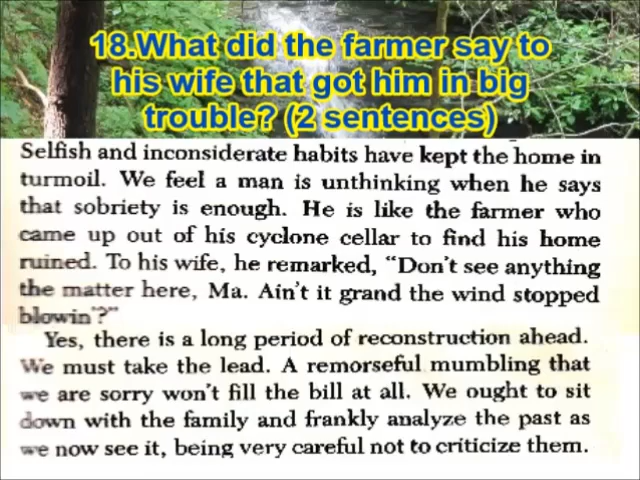 18.What did the farmer say to
his wife that got him in big
trouble? (2 sentences)
Selfish and inconsiderate habits have kept the home in
turmoil. We feel a man is unthinking when he says
that sobriety is enough. He is like the farmer who
came up out of his cyclone cellar to find his home
ruined. To his wife, he remarked, "Don't see anything
the matter here, Ma. Ain't it grand the wind stopped
blowin'?"
Yes, there is a long period of reconstruction ahead.
We must take the lead. A remorseful mumbling that
we are sorry won't fill the bill at all. We ought to sit
down with the family and frankly analyze the past as
we now see it, being very careful not to criticize them.